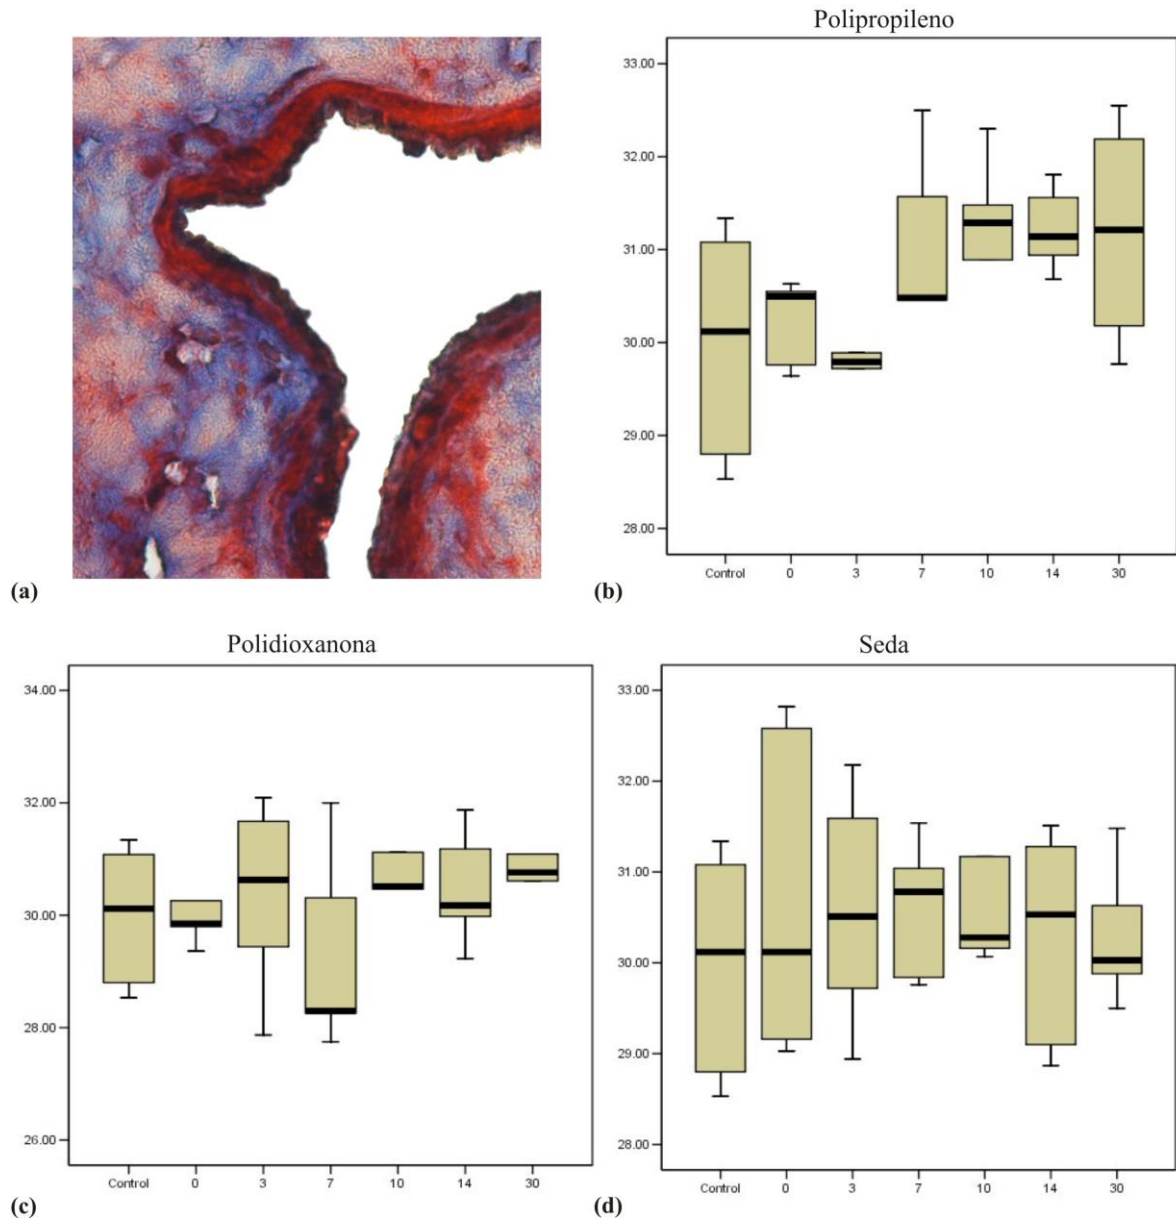 Polipropileno
33.00
32.00
31.00
30.00
29.00
28.00
Control 0 3 7 10 14 30
(a)
(b)
Polidioxanona
34.00
32.00
30.00
28.00
26.00
Control 0 3 7 10 14 30
(c)
Seda
33.00
32.00
31.00
30.00
29.00
28.00
Control 0 3 7 10 14 30
(d)